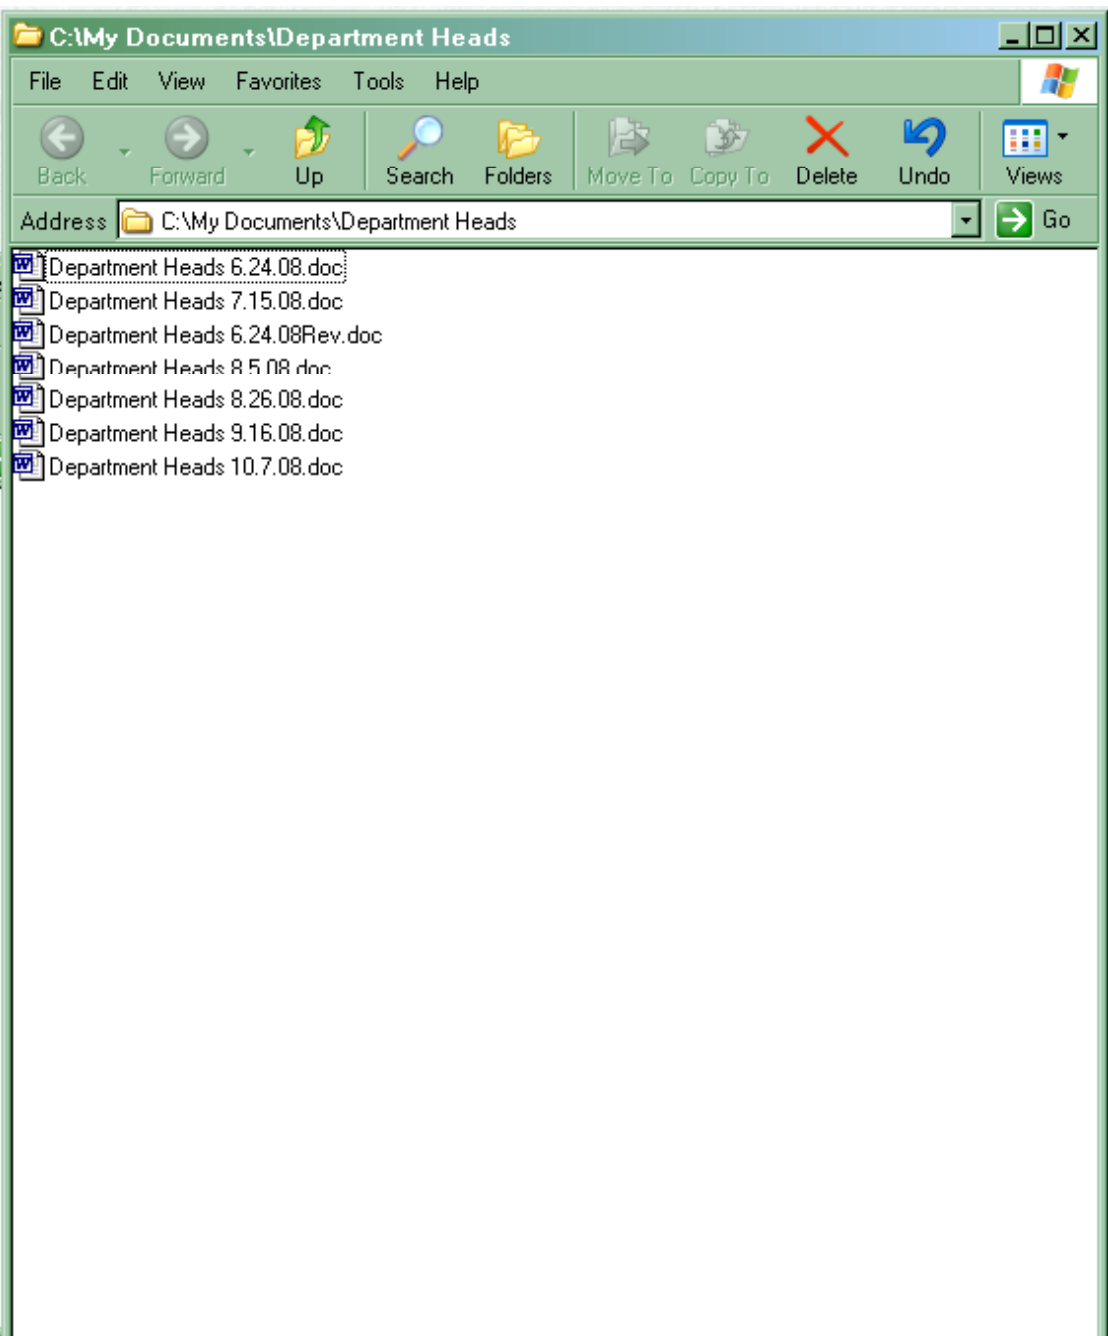 C:\My Documents\Department Heads
File Edit View Favorites Tools Help
Back Forward Up Search Folders Move To Copy To Delete Undo Views
Address C:\My Documents\Department Heads Go
Department Heads 6.24.08.doc
Department Heads 7.15.08.doc
Department Heads 6.24.08Rev.doc
Department Heads 8.5.08.doc
Department Heads 8.26.08.doc
Department Heads 9.16.08.doc
Department Heads 10.7.08.doc